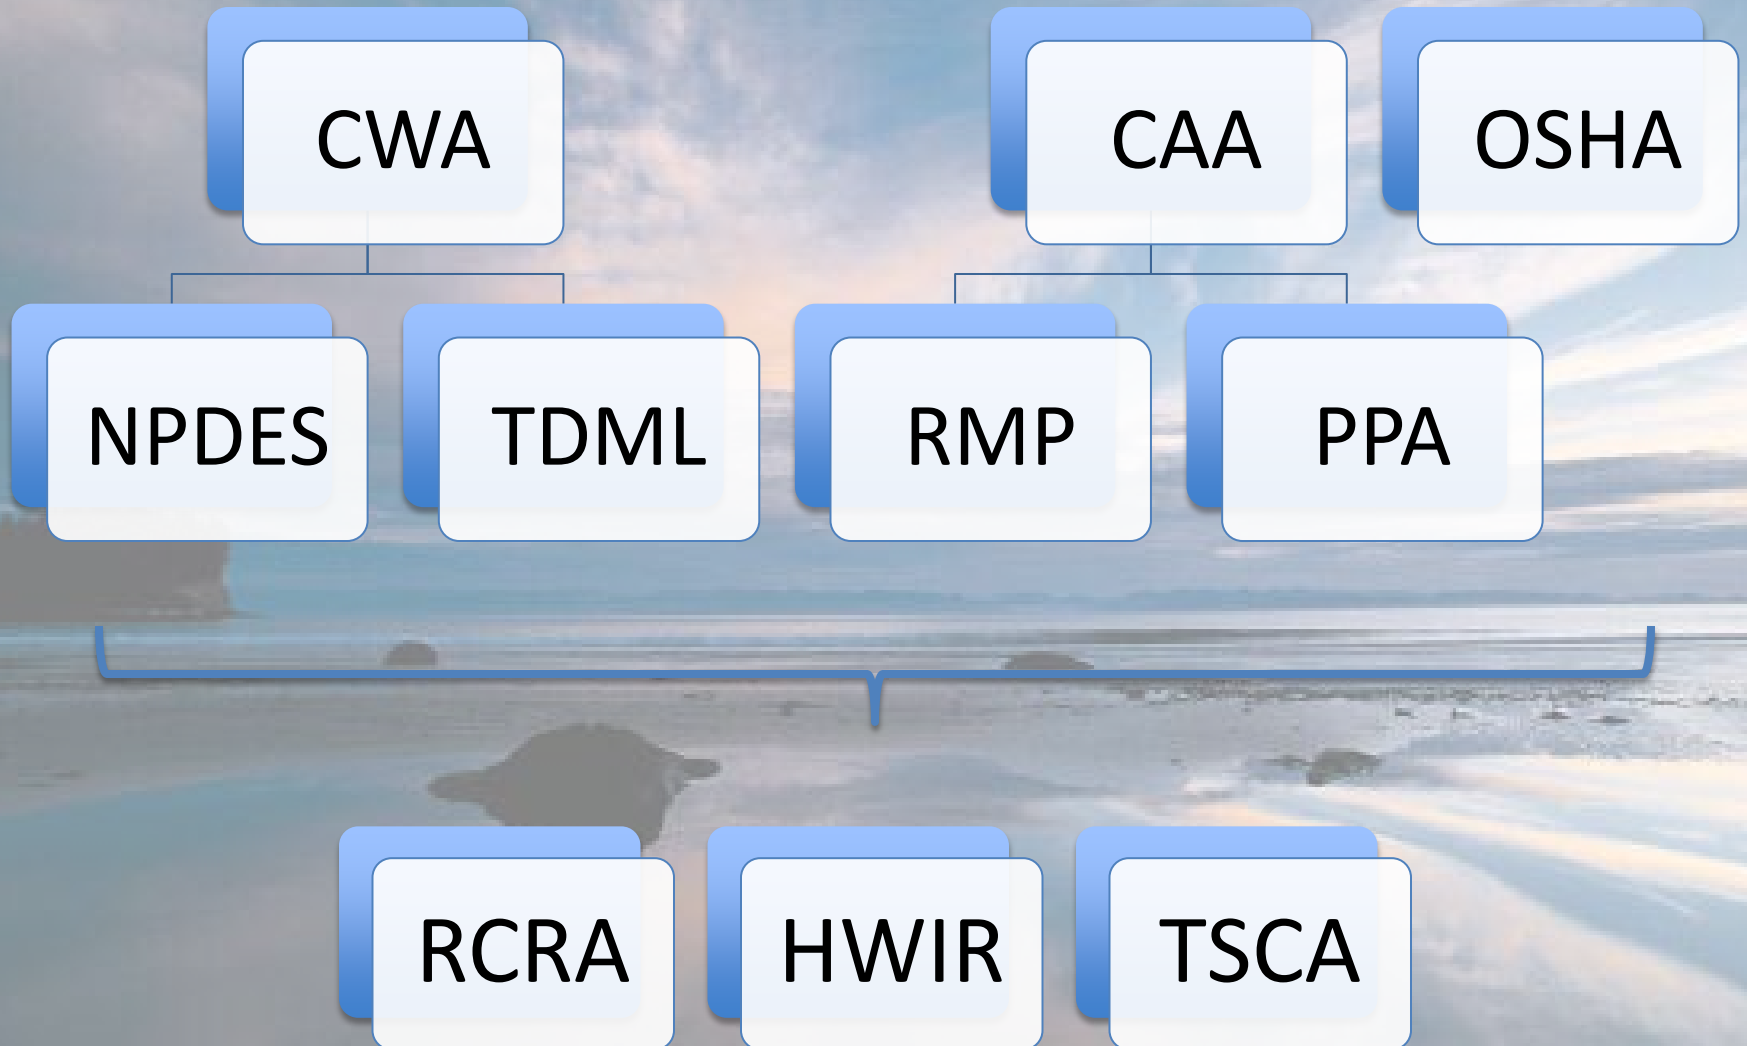 CWA
CAA
OSHA
NPDES
TDML
RMP
PPA
RCRA
HWIR
TSCA